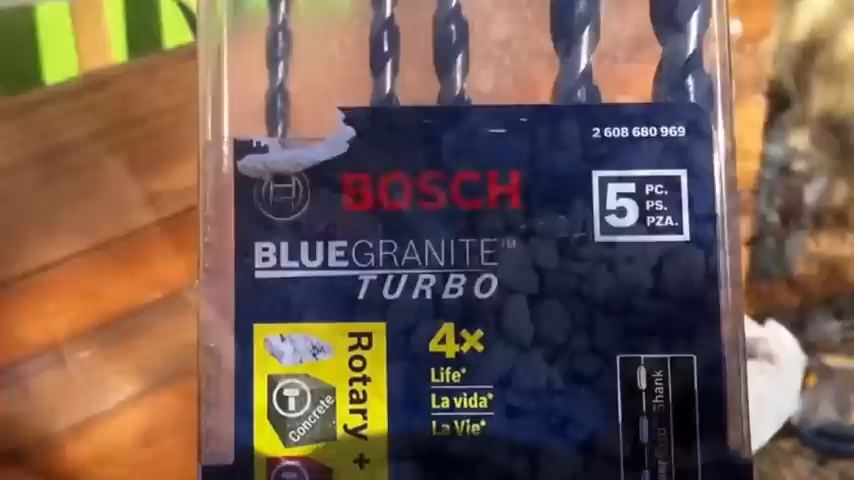 2 608 680 969
BOSCH
5 PC.
PS.
PZA.
BLUEGRANITE™
TURBO
4x
Life*
La vida*
La Vie*
Rotary +
Concrete
Shank